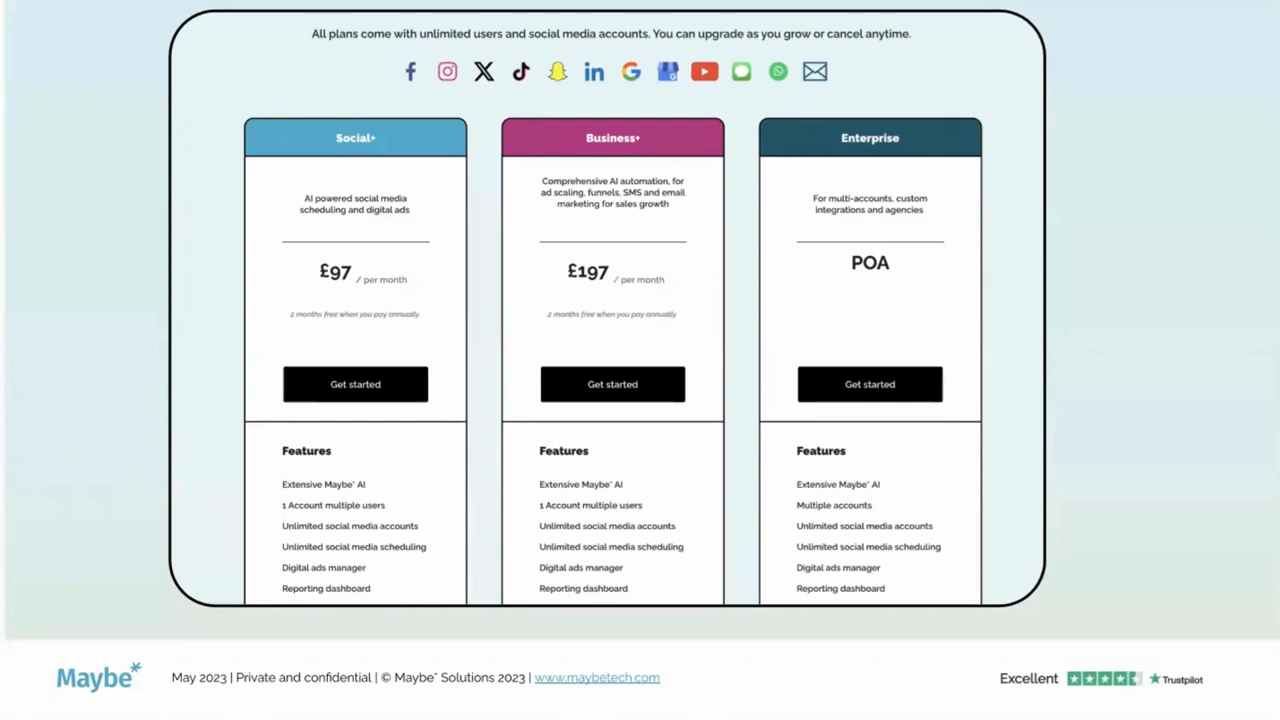 All plans come with unlimited users and social media accounts. You can upgrade as you grow or cancel anytime.
Social+
AI powered social media
scheduling and digital ads
£97 / per month
2 months free when you pay annually
Get started
Features
Extensive Maybe* AI
1 Account multiple users
Unlimited social media accounts
Unlimited social media scheduling
Digital ads manager
Reporting dashboard
Business+
Comprehensive AI automation, for
ad scaling, funnels, SMS and email
marketing for sales growth
£197 / per month
2 months free when you pay annually
Get started
Features
Extensive Maybe* AI
1 Account multiple users
Unlimited social media accounts
Unlimited social media scheduling
Digital ads manager
Reporting dashboard
Enterprise
For multi-accounts, custom
integrations and agencies
POA
Get started
Features
Extensive Maybe* AI
Multiple accounts
Unlimited social media accounts
Unlimited social media scheduling
Digital ads manager
Reporting dashboard
Maybe*
May 2023 | Private and confidential | © Maybe* Solutions 2023 | www.maybetech.com
Excellent Trustpilot